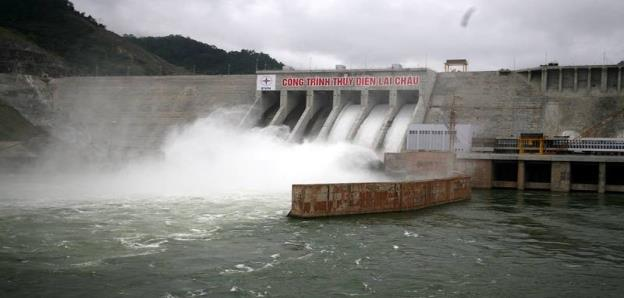 CÔNG TRÌNH THỦY ĐIỆN LAI CHÂU